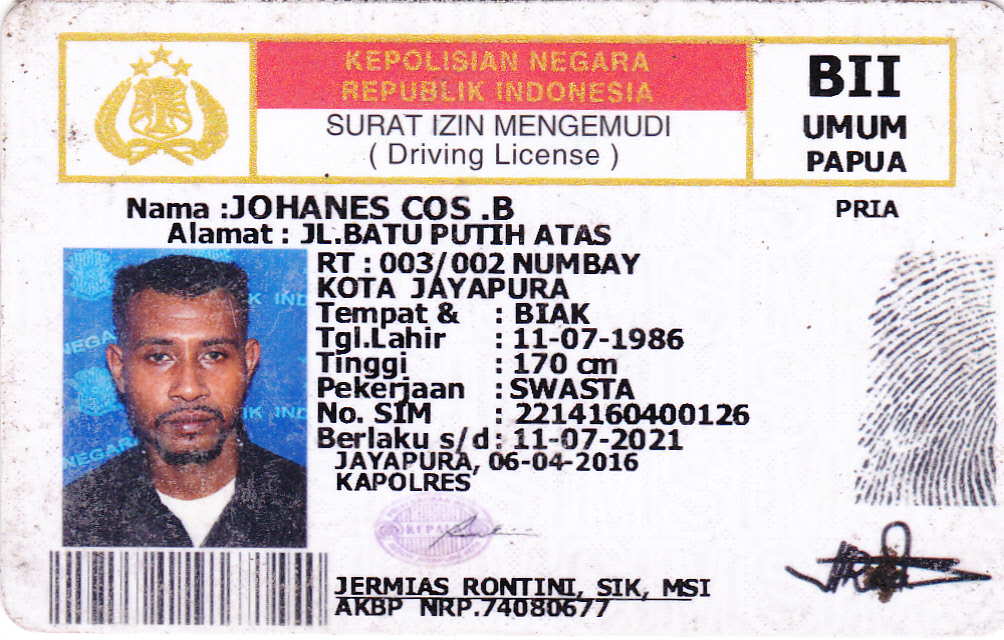 KEPOLISIAN NEGARA
REPUBLIK INDONESIA
SURAT IZIN MENGEMUDI
( Driving License )
BII
UMUM
PAPUA
Nama :JOHANES COS .B
PRIA
Alamat : JL.BATU PUTIH ATAS
RT : 003/002 NUMBAY
KOTA JAYAPURA
Tempat & : BIAK
Tgl.Lahir : 11-07-1986
Tinggi : 170 cm
Pekerjaan : SWASTA
No. SIM : 2214160400126
Berlaku s/d : 11-07-2021
JAYAPURA, 06-04-2016
KAPOLRES
JERMIAS RONTINI, SIK, MSI
AKBP NRP.74080677